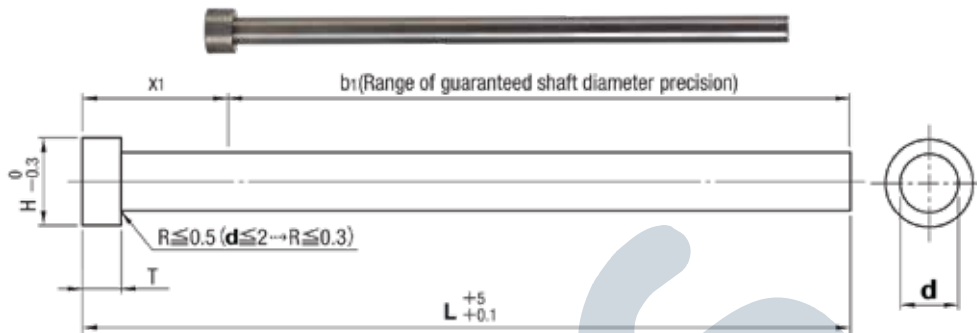 X1
b1(Range of guaranteed shaft diameter precision)
H 0 -0.3
R≦0.5 (d≦2→R≦0.3)
T
L +5 +0.1
d